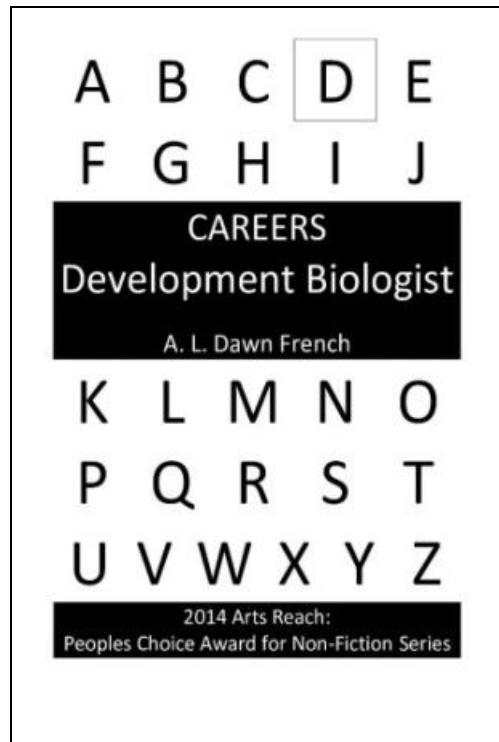 A B C D E
F G H I J
CAREERS
Development Biologist
A. L. Dawn French
K L M N O
P Q R S T
U V W X Y Z
2014 Arts Reach:
Peoples Choice Award for Non-Fiction Series